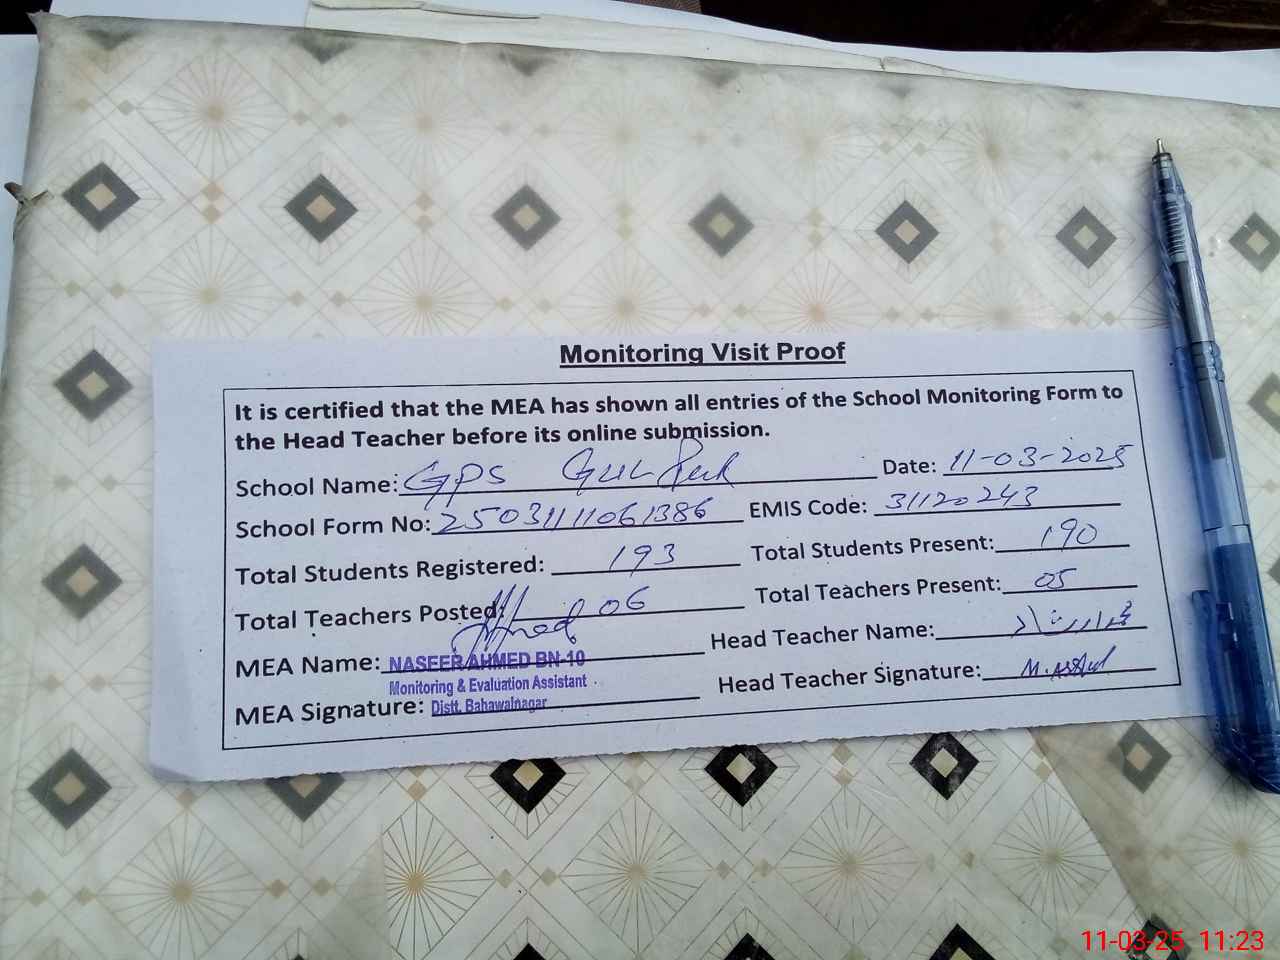 Monitoring Visit Proof
It is certified that the MEA has shown all entries of the School Monitoring Form to
the Head Teacher before its online submission.
School Name: GPS Date: 11-03-2025
School Form No: 25031111061386 EMIS Code: 31120243
Total Students Registered: 193 Total Students Present: 190
Total Teachers Posted: 06 Total Teachers Present: 05
MEA Name: NASEER AHMED BN-10 Head Teacher Name:
Monitoring & Evaluation Assistant
MEA Signature: Distt. Bahawalnagar Head Teacher Signature:
11-03-25 11:23